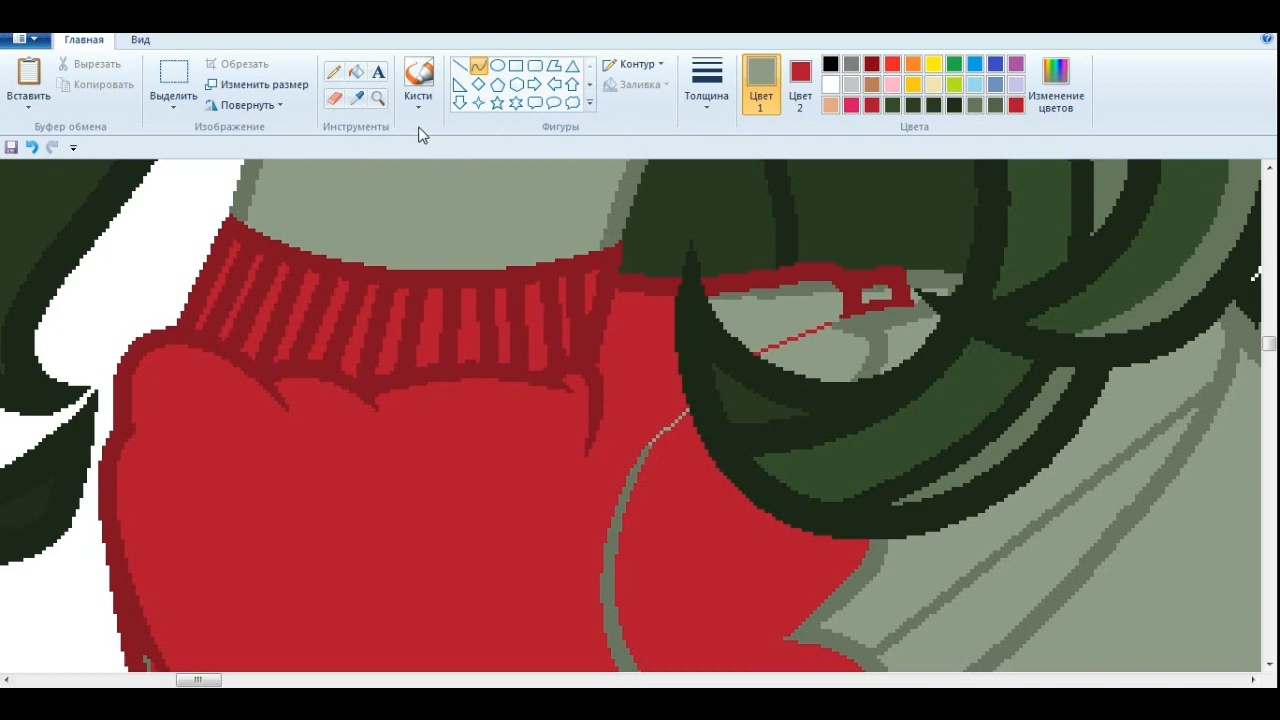 Главная Вид
Вставить
Вырезать
Копировать
Буфер обмена
Выделить
Обрезать
Изменить размер
Повернуть
Изображение
A
Инструменты
Кисти
Контур
Заливка
Фигуры
Толщина
Цвет
1
Цвет
2
Изменение
цветов
Цвета